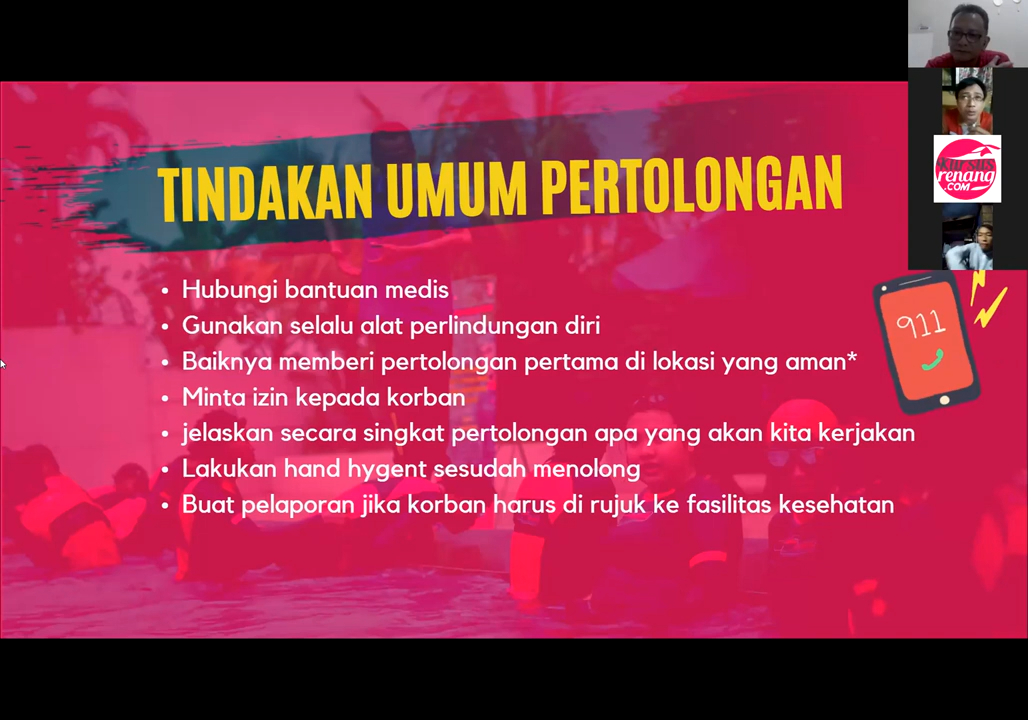 TINDAKAN UMUM PERTOLONGAN
Hubungi bantuan medis
Gunakan selalu alat perlindungan diri
Baiknya memberi pertolongan pertama di lokasi yang aman*
Minta izin kepada korban
jelaskan secara singkat pertolongan apa yang akan kita kerjakan
Lakukan hand hygent sesudah menolong
Buat pelaporan jika korban harus di rujuk ke fasilitas kesehatan
911
kursus
renang
.COM